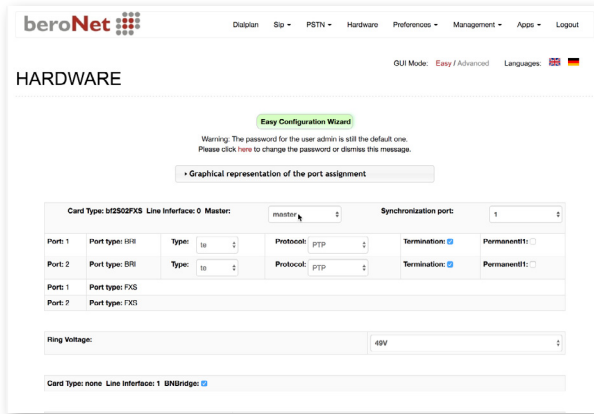 beroNet
Dialplan Sip PSTN Hardware Preferences Management Apps Logout
GUI Mode: Easy / Advanced Languages:
HARDWARE
Easy Configuration Wizard
Warning: The password for the user admin is still the default one.
Please click here to change the password or dismiss this message.
Graphical representation of the port assignment
Card Type: bf2S02FXS Line Inferface: 0 Master: master Synchronization port: 1
Port: 1 Port type: BRI Type: te Protocol: PTP Termination: Permanentl1:
Port: 2 Port type: BRI Type: te Protocol: PTP Termination: Permanentl1:
Port: 1 Port type: FXS
Port: 2 Port type: FXS
Ring Voltage: 49V
Card Type: none Line Inferface: 1 BNBridge: